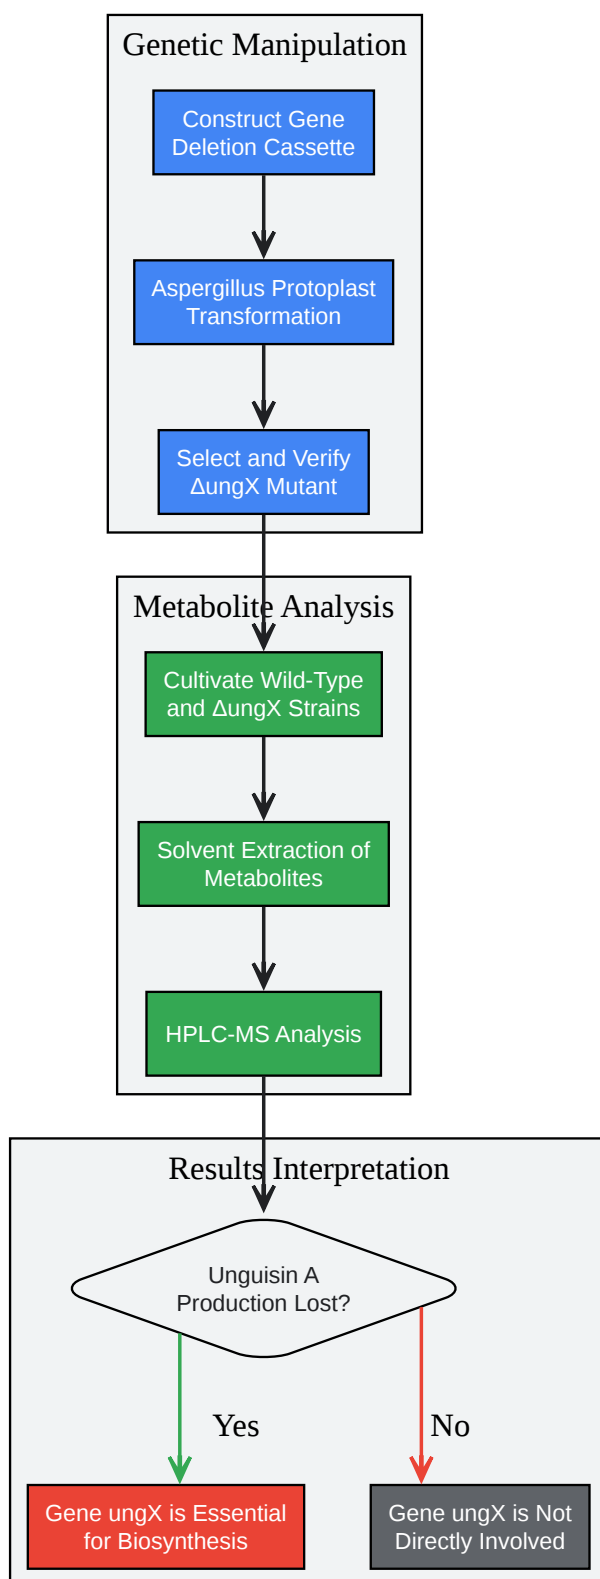 Genetic Manipulation
Construct Gene
Deletion Cassette
Aspergillus Protoplast
Transformation
Select and Verify
ΔungX Mutant
Metabolite Analysis
Cultivate Wild-Type
and ΔungX Strains
Solvent Extraction of
Metabolites
HPLC-MS Analysis
Results Interpretation
Unguisin A
Production Lost?
Yes
No
Gene ungX is Essential
for Biosynthesis
Gene ungX is Not
Directly Involved